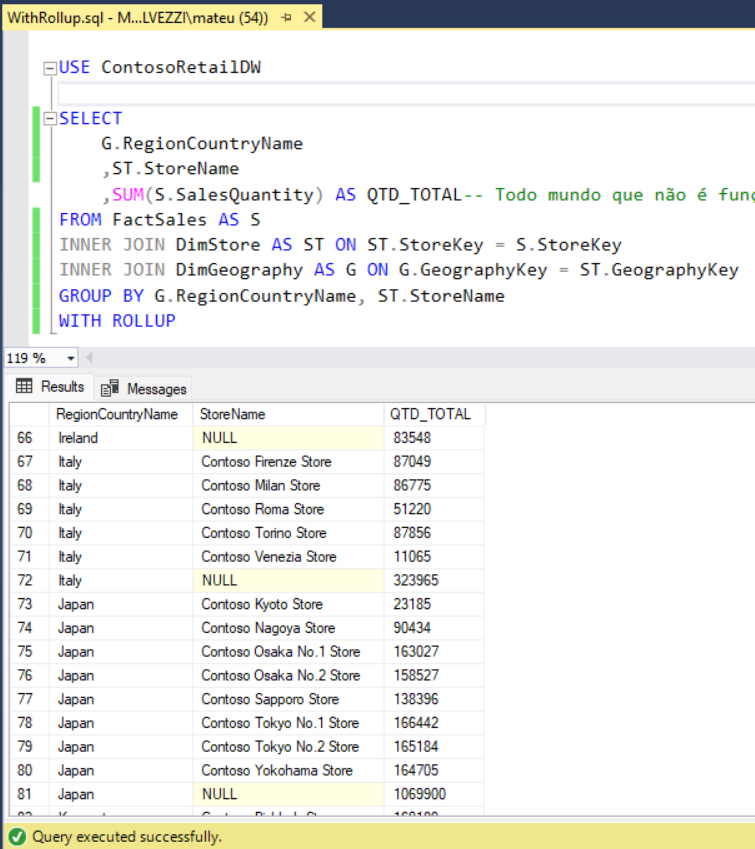 WithRollup.sql - M...LVEZZI\mateu (54))
USE ContosoRetailDW
SELECT
G.RegionCountryName
,ST.StoreName
,SUM(S.SalesQuantity) AS QTD_TOTAL-- Todo mundo que não é
FROM FactSales AS S
INNER JOIN DimStore AS ST ON ST.StoreKey = S.StoreKey
INNER JOIN DimGeography AS G ON G.GeographyKey = ST.GeographyKey
GROUP BY G.RegionCountryName, ST.StoreName
WITH ROLLUP
119 %
Results Messages
RegionCountryName StoreName QTD_TOTAL
66 Ireland NULL 83548
67 Italy Contoso Firenze Store 87049
68 Italy Contoso Milan Store 86775
69 Italy Contoso Roma Store 51220
70 Italy Contoso Torino Store 87856
71 Italy Contoso Venezia Store 11065
72 Italy NULL 323965
73 Japan Contoso Kyoto Store 23185
74 Japan Contoso Nagoya Store 90434
75 Japan Contoso Osaka No.1 Store 163027
76 Japan Contoso Osaka No.2 Store 158527
77 Japan Contoso Sapporo Store 138396
78 Japan Contoso Tokyo No.1 Store 166442
79 Japan Contoso Tokyo No.2 Store 165184
80 Japan Contoso Yokohama Store 164705
81 Japan NULL 1069900
Query executed successfully.